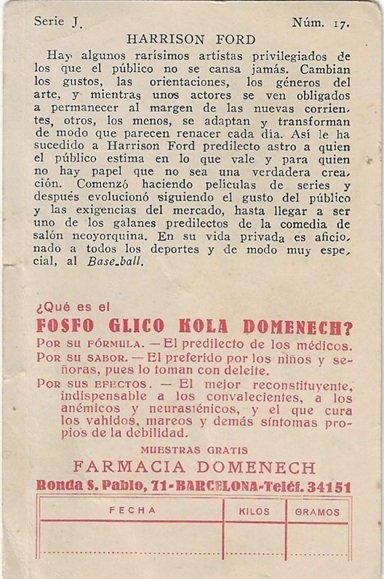 Serie J. Núm. 17.
HARRISON FORD
Hay algunos rarísimos artistas privilegiados de
los que el público no se cansa jamás. Cambian
los gustos, las orientaciones, los géneros del
arte, y mientras unos actores se ven obligados
a permanecer al margen de las nuevas corrien-
tes, otros, los menos, se adaptan y transforman
de modo que parecen renacer cada día. Así le ha
sucedido a Harrison Ford predilecto astro a quien
el público estima en lo que vale y para quien
no hay papel que no sea una verdadera crea-
ción. Comenzó haciendo películas de series y
después evolucionó siguiendo el gusto del público
y las exigencias del mercado, hasta llegar a ser
uno de los galanes predilectos de la comedia de
salón neoyorquina. En su vida privada es aficio-
nado a todos los deportes y de modo muy espe-
cial, al Base-ball.
¿Qué es el
FOSFO GLICO KOLA DOMENECH?
POR SU FÓRMULA. — El predilecto de los médicos.
POR SU SABOR. — El preferido por los niños y se-
ñoras, pues lo toman con deleite.
POR SUS EFECTOS. — El mejor reconstituyente,
indispensable a los convalecientes, a los
anémicos y neurasténicos, y el que cura
los vahidos, mareos y demás síntomas pro-
pios de la debilidad.
MUESTRAS GRATIS
FARMACIA DOMENECH
Ronda S. Pablo, 71-BARCELONA-Teléf. 34151
FECHA KILOS GRAMOS